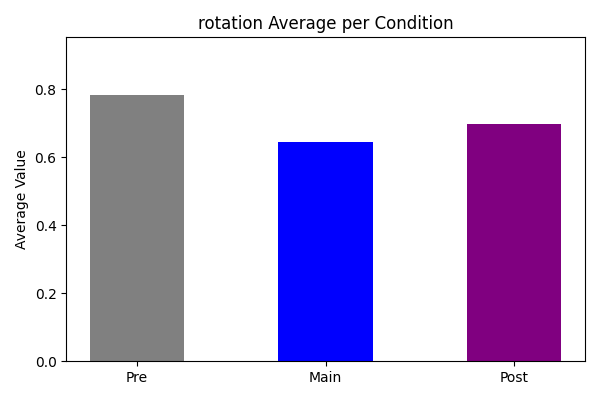 rotation Average per Condition
Average Value
0.8
0.6
0.4
0.2
0.0
Pre
Main
Post